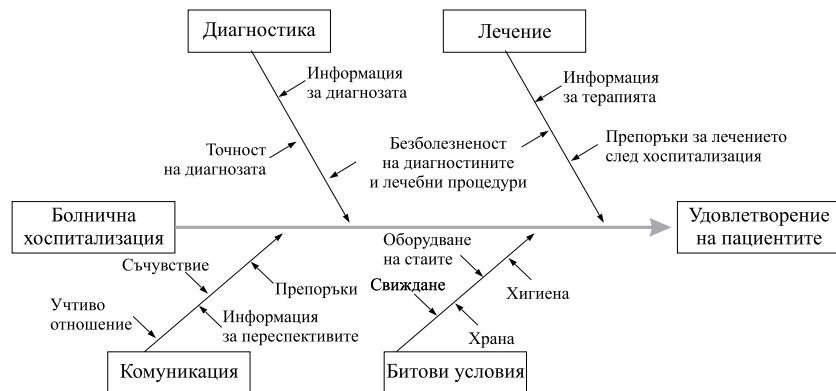 Диагностика
Лечение
Информация
за диагнозата
Информация
за терапията
Точност
на диагнозата
Безболезненост
на диагностините
и лечебни процедури
Препоръки за лечението
след хоспитализация
Болнична
хоспитализация
Удовлетворение
на пациентите
Съчувствие
Препоръки
Учтиво
отношение
Информация
за переспективите
Оборудване
на стаите
Свиждане
Хигиена
Храна
Комуникация
Битови условия